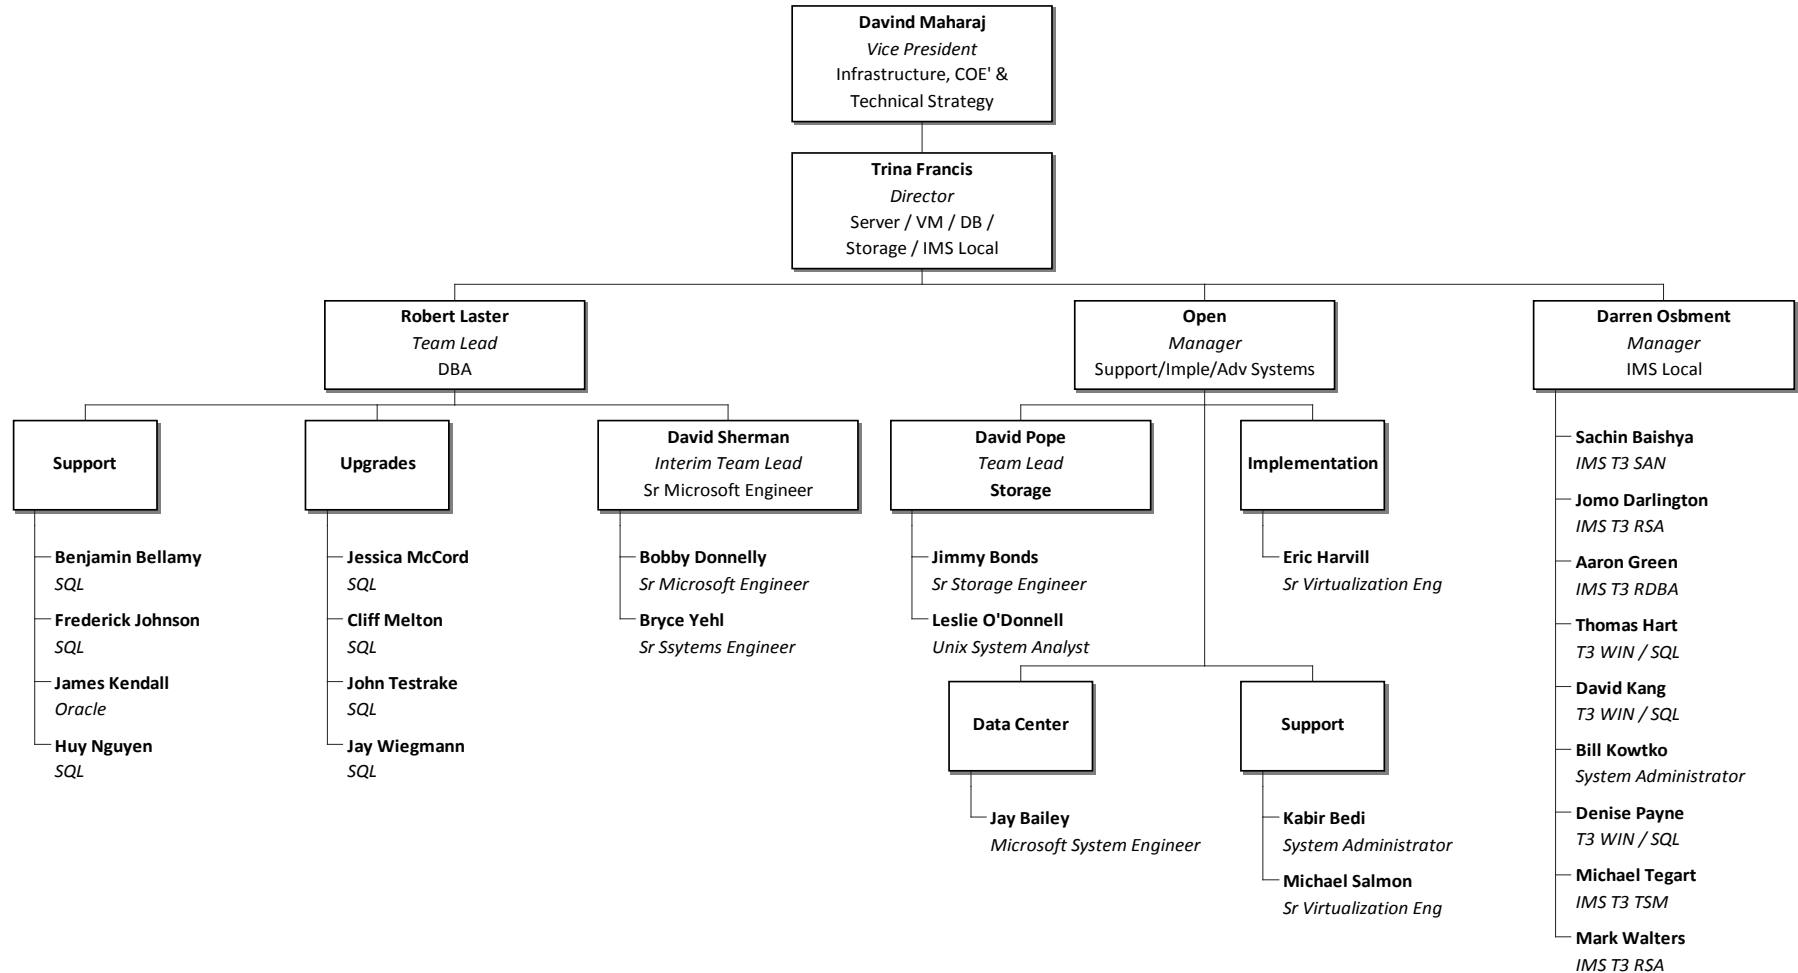 Davind Maharaj
Vice President
Infrastructure, COE' &
Technical Strategy
Trina Francis
Director
Server / VM / DB /
Storage / IMS Local
Robert Laster
Team Lead
DBA
Open
Manager
Support/Imple/Adv Systems
Darren Osbment
Manager
IMS Local
Support
Benjamin Bellamy
SQL
Frederick Johnson
SQL
James Kendall
Oracle
Huy Nguyen
SQL
Upgrades
Jessica McCord
SQL
Cliff Melton
SQL
John Testrake
SQL
Jay Wiegmann
SQL
David Sherman
Interim Team Lead
Sr Microsoft Engineer
Bobby Donnelly
Sr Microsoft Engineer
Bryce Yehl
Sr Ssytems Engineer
David Pope
Team Lead
Storage
Jimmy Bonds
Sr Storage Engineer
Leslie O'Donnell
Unix System Analyst
Implementation
Eric Harvill
Sr Virtualization Eng
Data Center
Jay Bailey
Microsoft System Engineer
Support
Kabir Bedi
System Administrator
Michael Salmon
Sr Virtualization Eng
Sachin Baishya
IMS T3 SAN
Jomo Darlington
IMS T3 RSA
Aaron Green
IMS T3 RDBA
Thomas Hart
T3 WIN / SQL
David Kang
T3 WIN / SQL
Bill Kowtko
System Administrator
Denise Payne
T3 WIN / SQL
Michael Tegart
IMS T3 TSM
Mark Walters
IMS T3 RSA